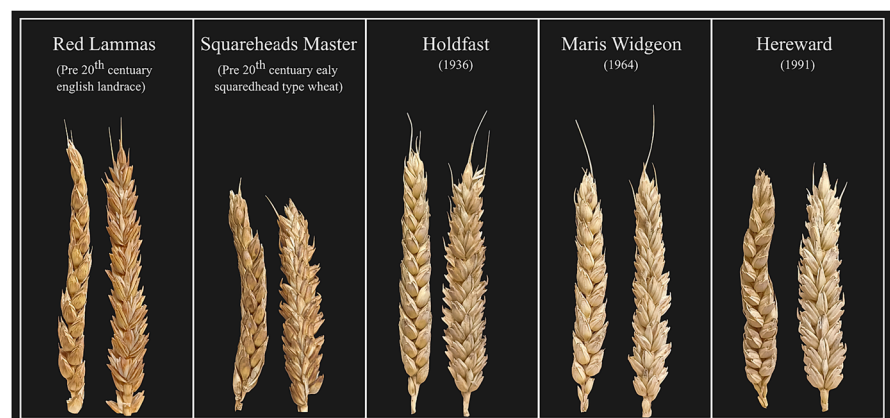 Red Lammas
(Pre 20th centuary
english landrace)
Squareheads Master
(Pre 20th centuary ealy
squaredhead type wheat)
Holdfast
(1936)
Maris Widgeon
(1964)
Hereward
(1991)